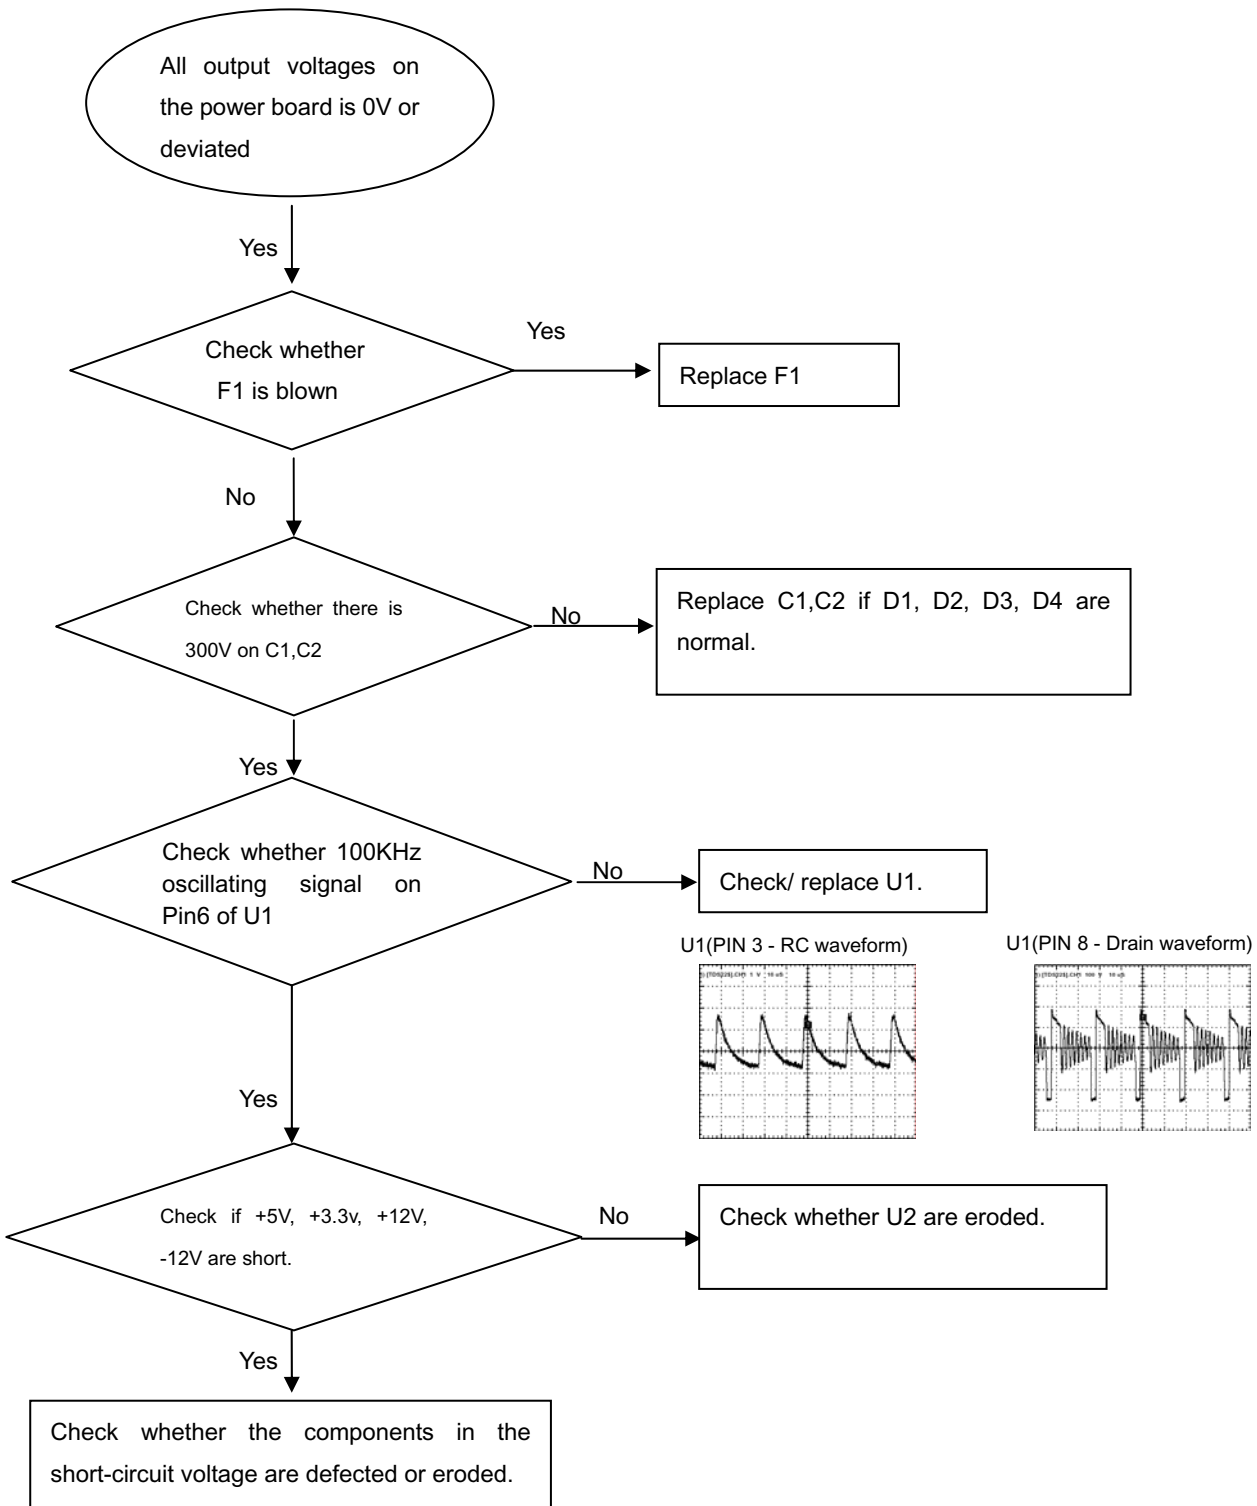 All output voltages on
the power board is 0V or
deviated
Yes
Check whether
F1 is blown
Yes
Replace F1
No
Check whether there is
300V on C1,C2
No
Replace C1,C2 if D1, D2, D3, D4 are
normal.
Yes
Check whether 100KHz
oscillating signal on
Pin6 of U1
No
Check/ replace U1.
U1(PIN 3 - RC waveform)
U1(PIN 8 - Drain waveform)
Yes
Check if +5V, +3.3v, +12V,
-12V are short.
No
Check whether U2 are eroded.
Yes
Check whether the components in the
short-circuit voltage are defected or eroded.